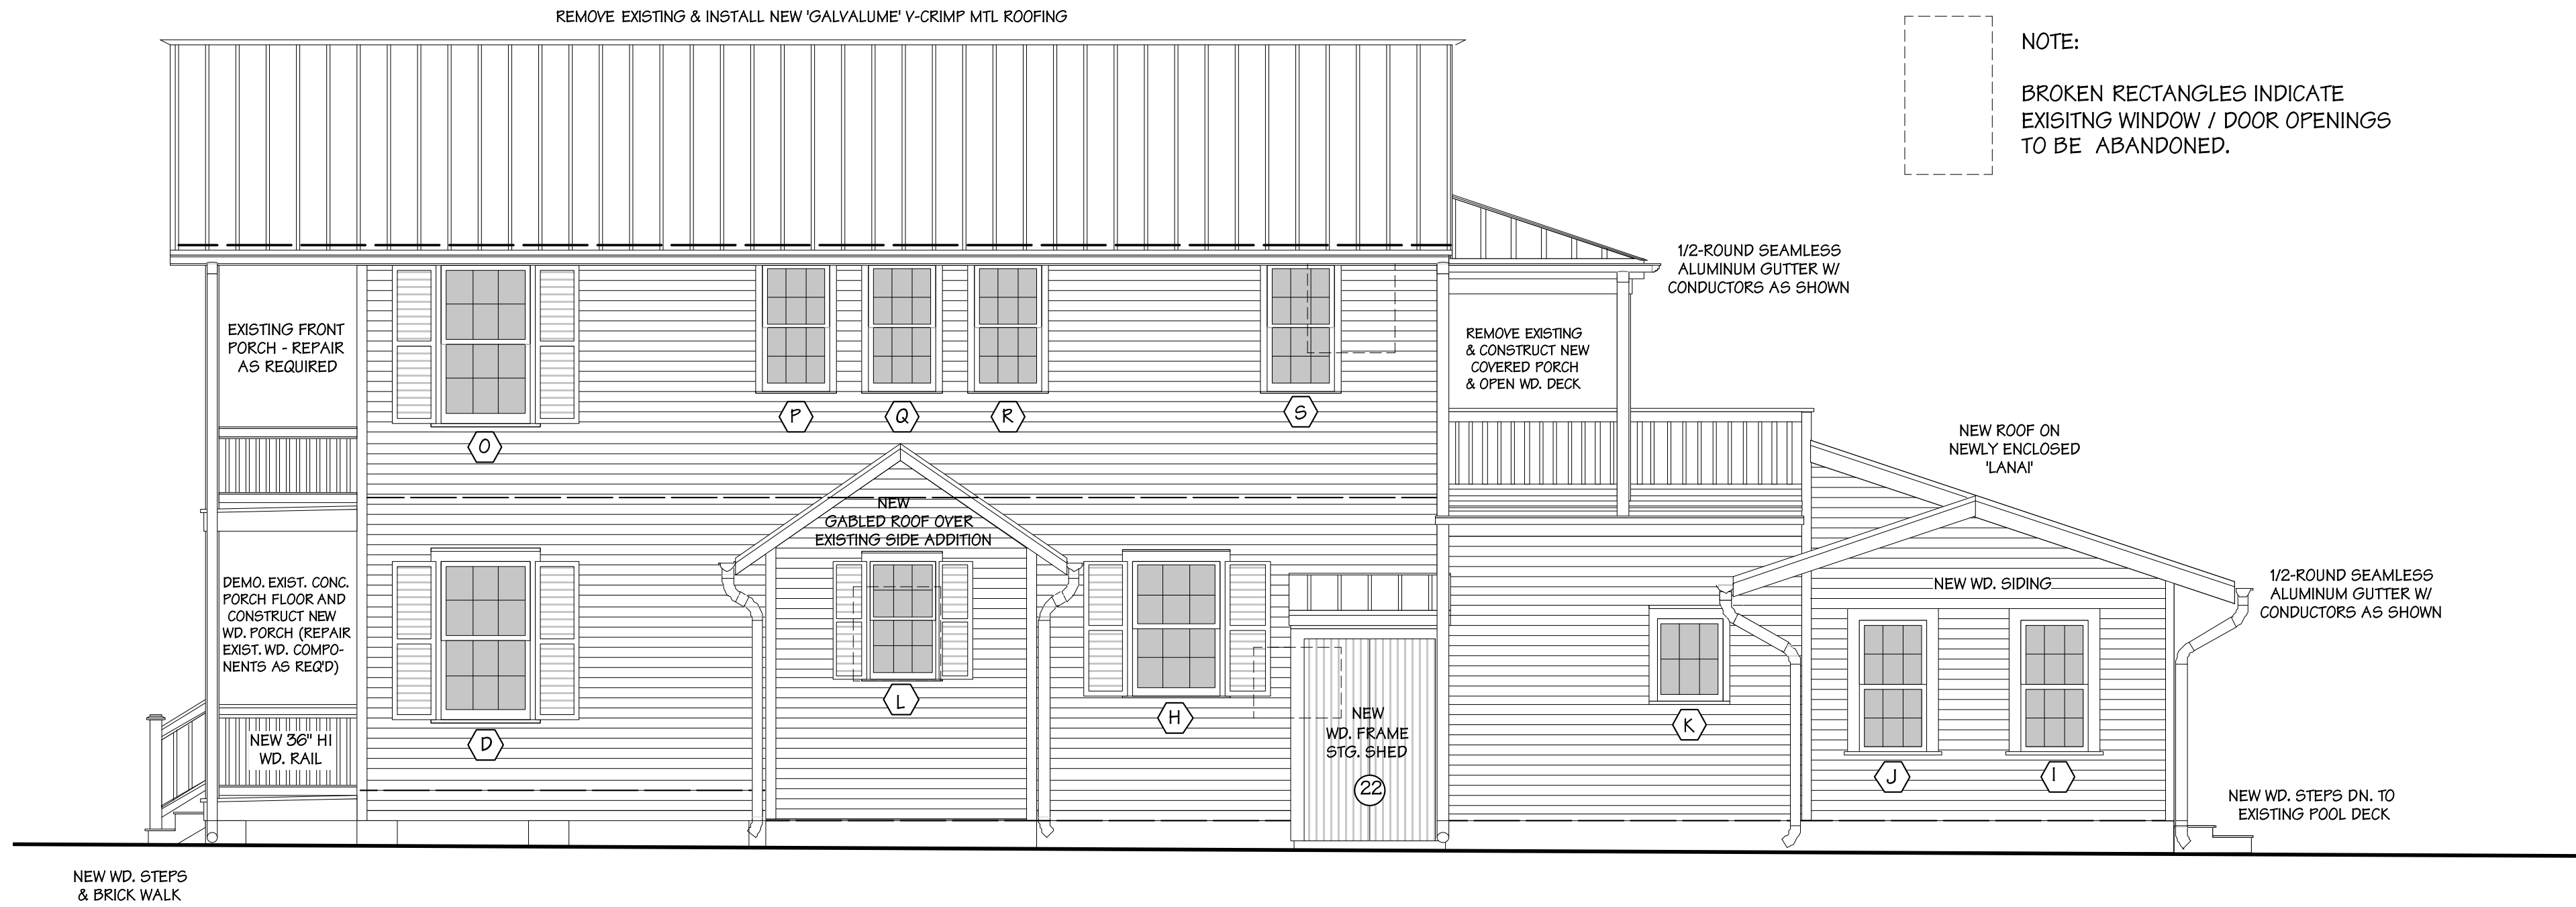 REMOVE EXISTING & INSTALL NEW 'GALVALUME' V-CRIMP MTL ROOFING
NOTE:
BROKEN RECTANGLES INDICATE
EXISITNG WINDOW / DOOR OPENINGS
TO BE ABANDONED.
1/2-ROUND SEAMLESS
ALUMINUM GUTTER W/
CONDUCTORS AS SHOWN
EXISTING FRONT
PORCH - REPAIR
AS REQUIRED
REMOVE EXISTING
& CONSTRUCT NEW
COVERED PORCH
& OPEN WD. DECK
O
P
Q
R
S
NEW ROOF ON
NEWLY ENCLOSED
'LANAI'
NEW
GABLED ROOF OVER
EXISTING SIDE ADDITION
DEMO. EXIST. CONC.
PORCH FLOOR AND
CONSTRUCT NEW
WD. PORCH (REPAIR
EXIST. WD. COMPO-
NENTS AS REQ'D)
NEW WD. SIDING
1/2-ROUND SEAMLESS
ALUMINUM GUTTER W/
CONDUCTORS AS SHOWN
NEW 36" HI
WD. RAIL
D
L
H
NEW
WD. FRAME
STG. SHED
22
K
J
I
NEW WD. STEPS DN. TO
EXISTING POOL DECK
NEW WD. STEPS
& BRICK WALK